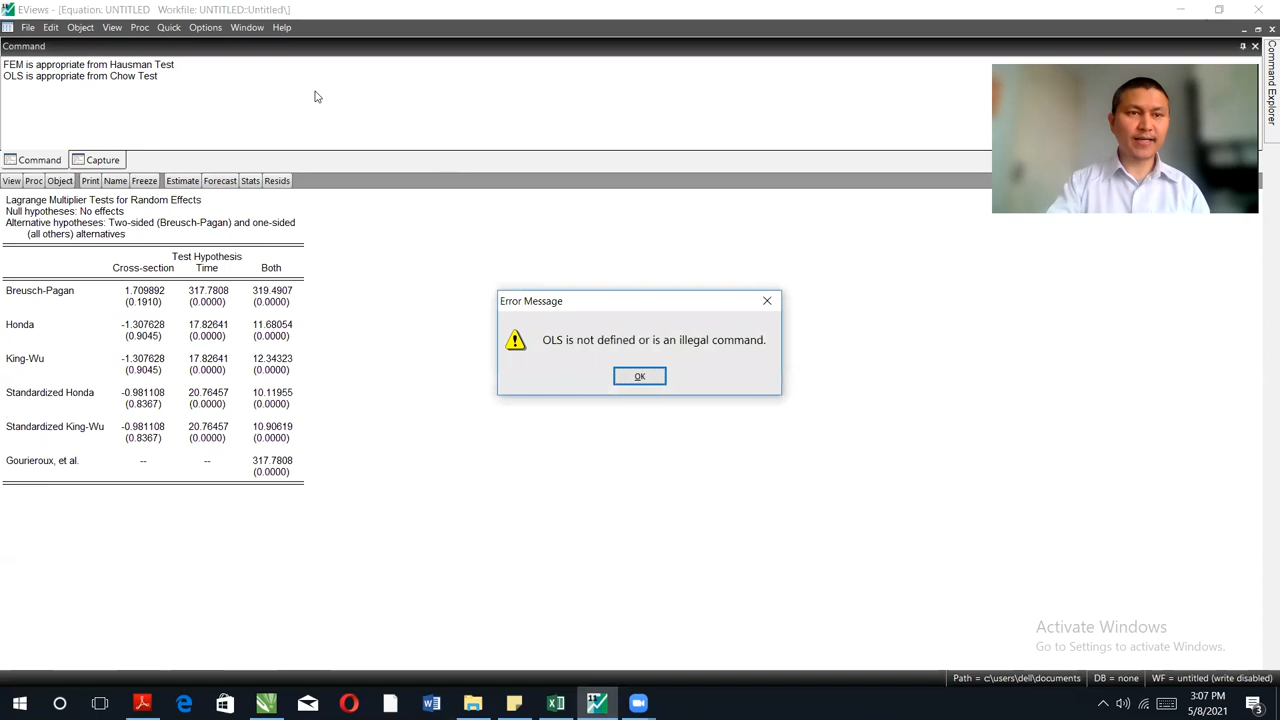 EViews - [Equation: UNTITLED   Workfile: UNTITLED::Untitled\]
File Edit Object View Proc Quick Options Window Help
Command
FEM is appropriate from Hausman Test
OLS is appropriate from Chow Test
Command Explorer
Command Capture
View Proc Object Print Name Freeze Estimate Forecast Stats Resids
Lagrange Multiplier Tests for Random Effects
Null hypotheses: No effects
Alternative hypotheses: Two-sided (Breusch-Pagan) and one-sided
(all others) alternatives
Test Hypothesis
Cross-section Time Both
Breusch-Pagan 1.709892 317.7808 319.4907
(0.1910) (0.0000) (0.0000)
Honda -1.307628 17.82641 11.68054
(0.9045) (0.0000) (0.0000)
King-Wu -1.307628 17.82641 12.34323
(0.9045) (0.0000) (0.0000)
Standardized Honda -0.981108 20.76457 10.11955
(0.8367) (0.0000) (0.0000)
Standardized King-Wu -0.981108 20.76457 10.90619
(0.8367) (0.0000) (0.0000)
Gourieroux, et al. -- -- 317.7808
(0.0000)
Error Message
OLS is not defined or is an illegal command.
OK
Activate Windows
Go to Settings to activate Windows.
Path = c:\users\dell\documents DB = none WF = untitled (write disabled)
3:07 PM
5/8/2021
3